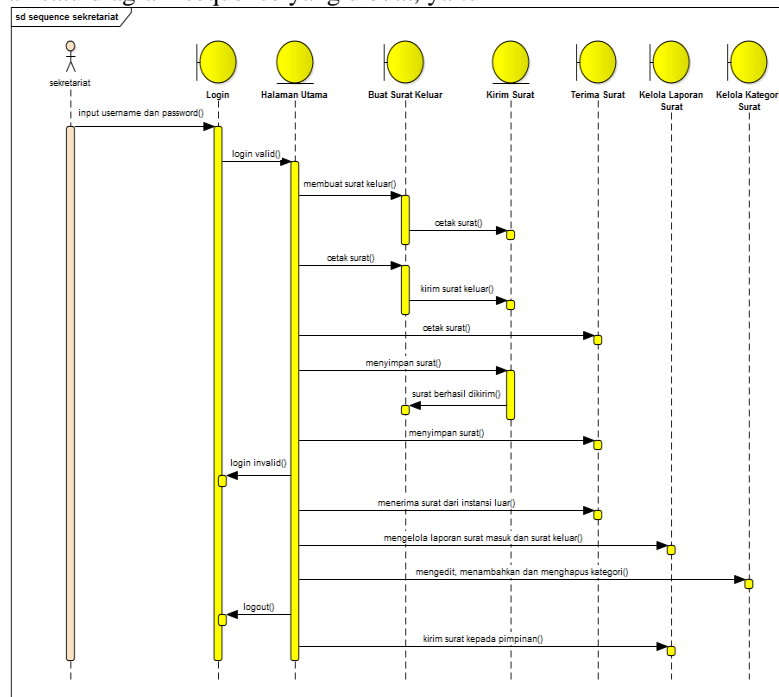 sd sequence sekretariat
sekretariat
Login
Halaman Utama
Buat Surat Keluar
Kirim Surat
Terima Surat
Kelola Laporan
Surat
Kelola Kategori
Surat
input username dan password()
login valid()
membuat surat keluar()
cetak surat()
cetak surat()
kirim surat keluar()
cetak surat()
menyimpan surat()
surat berhasil dikirim()
menyimpan surat()
login invalid()
menerima surat dari instansi luar()
mengelola laporan surat masuk dan surat keluar()
mengedit, menambahkan dan menghapus kategori()
logout()
kirim surat kepada pimpinan()